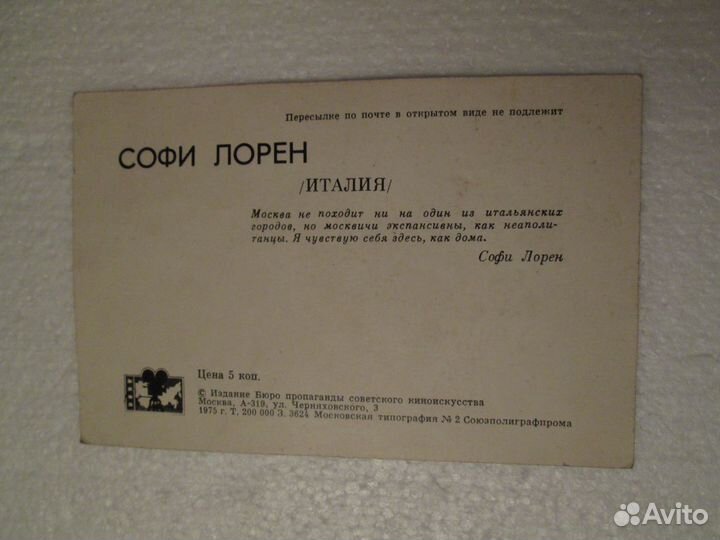 Пересылке по почте в открытом виде не подлежит
СОФИ ЛОРЕН
/ИТАЛИЯ/
Москва не походит ни на один из итальянских
городов, но москвичи экспансивны, как неаполи-
танцы. Я чувствую себя здесь, как дома.
Софи Лорен
Цена 5 коп.
© Издание Бюро пропаганды советского киноискусства
Москва, А-319, ул. Черняховского, 3
1975 г. Т. 200 000 З. 3624 Московская типография № 2 Союзполиграфпрома
Avito